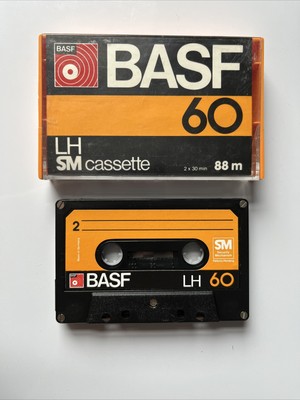 BASF
BASF
60
LH
SM cassette
2 x 30 min
88 m
2
SM
BASF
LH 60